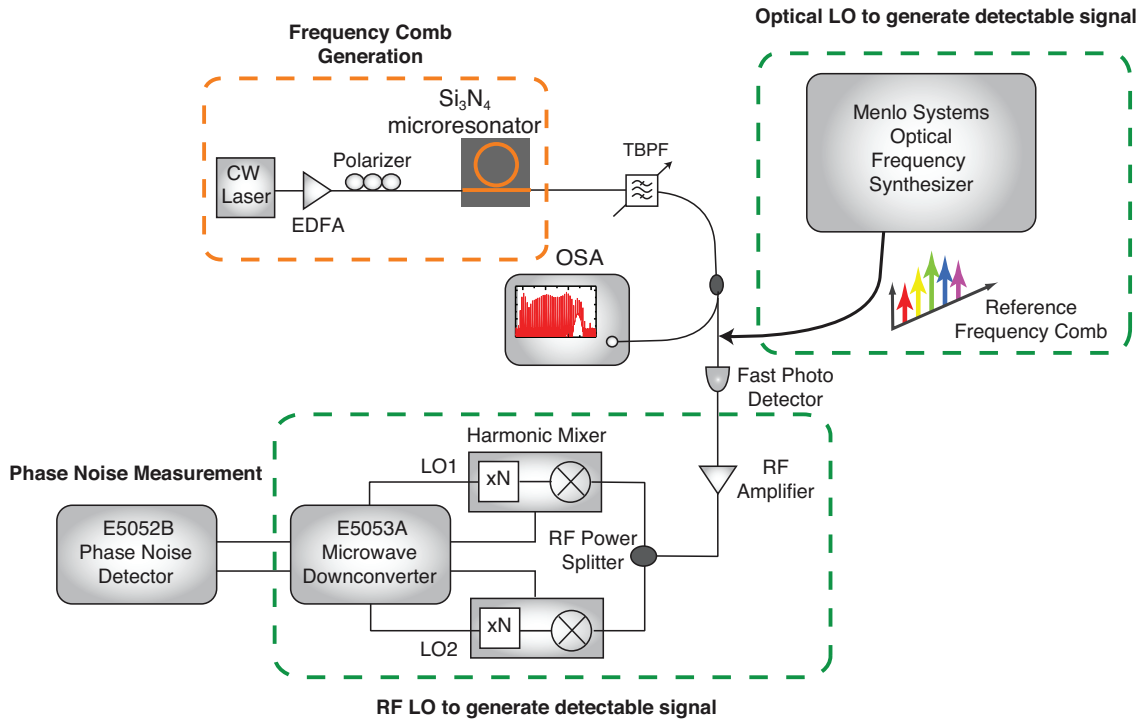 Optical LO to generate detectable signal
Frequency Comb
Generation
Si₃N₄
microresonator
CW
Laser
Polarizer
EDFA
TBPF
Menlo Systems
Optical
Frequency
Synthesizer
Reference
Frequency Comb
OSA
Fast Photo
Detector
Phase Noise Measurement
Harmonic Mixer
LO1
xN
RF
Amplifier
E5052B
Phase Noise
Detector
E5053A
Microwave
Downconverter
RF Power
Splitter
LO2
xN
RF LO to generate detectable signal